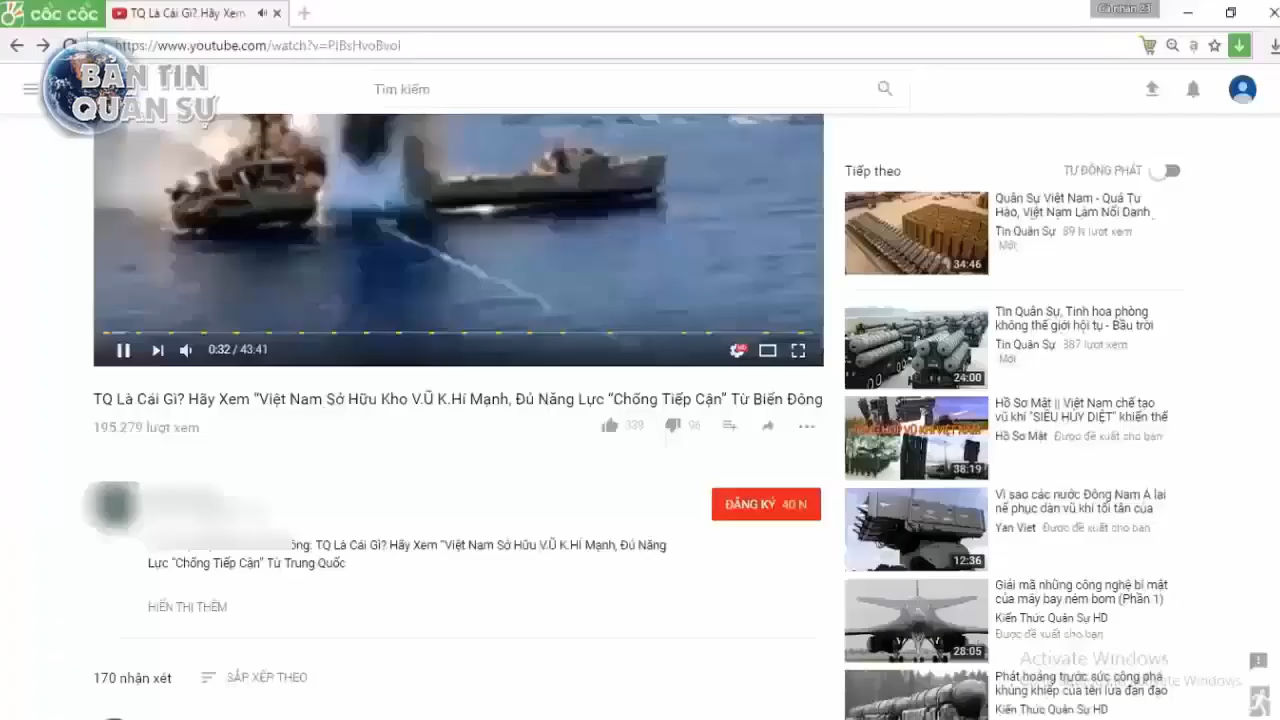 cốc cốc
TQ Là Cái Gì? Hãy Xem
Cá nhân 23
https://www.youtube.com/watch?v=
BẢN TIN
QUÂN SỰ
Tìm kiếm
0:32 / 43:41
TQ Là Cái Gì? Hãy Xem "Việt Nam Sở Hữu Kho V.Ũ K.Hí Mạnh, Đủ Năng Lực "Chống Tiếp Cận" Từ Biển Đông
195.279 lượt xem
339
96
ĐĂNG KÝ 40 N
ông: TQ Là Cái Gì? Hãy Xem "Việt Nam Sở Hữu V.Ũ K.Hí Mạnh, Đủ Năng
Lực "Chống Tiếp Cận" Từ Trung Quốc
HIỂN THỊ THÊM
170 nhận xét
SẮP XẾP THEO
Tiếp theo
TỰ ĐỘNG PHÁT
Quân Sự Việt Nam - Quá Tự
Hào, Việt Nam Làm Nổi Danh
Tin Quân Sự 89 N lượt xem
Mới
34:46
Tin Quân Sự, Tinh hoa phòng
không thế giới hội tụ - Bầu trời
Tin Quân Sự 387 lượt xem
Mới
24:00
Hồ Sơ Mật || Việt Nam chế tạo
vũ khí "SIÊU HỦY DIỆT" khiến thế
Hồ Sơ Mật Được đề xuất cho bạn
38:19
Vì sao các nước Đông Nam Á lại
nể phục dàn vũ khí tối tân của
Yan Viet Được đề xuất cho bạn
12:36
Giải mã những công nghệ bí mật
của máy bay ném bom (Phần 1)
Kiến Thức Quân Sự HD
Được đề xuất cho bạn
28:05
Activate Windows
Phát hoảng trước sức công phá
khủng khiếp của tên lửa đạn đạo
Kiến Thức Quân Sự HD